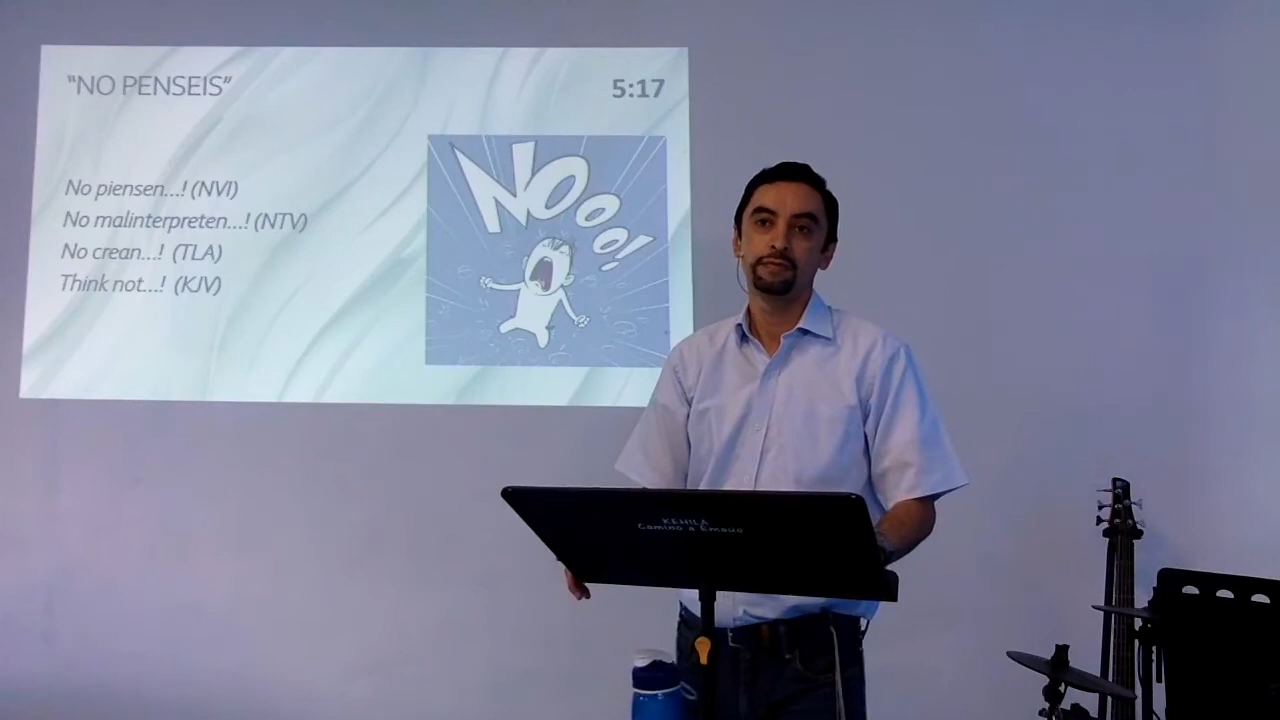 "NO PENSEIS"
5:17
No piensen...! (NVI)
No malinterpreten...! (NTV)
No crean...! (TLA)
Think not...! (KJV)
NOooo!
KEHILA
Camino a Emaús